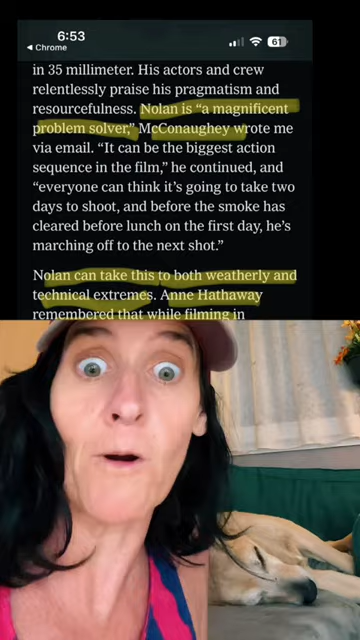 6:53
61
Chrome
in 35 millimeter. His actors and crew
relentlessly praise his pragmatism and
resourcefulness. Nolan is “a magnificent
problem solver,” McConaughey wrote me
via email. “It can be the biggest action
sequence in the film,” he continued, and
“everyone can think it’s going to take two
days to shoot, and before the smoke has
cleared before lunch on the first day, he’s
marching off to the next shot.”
Nolan can take this to both weatherly and
technical extremes. Anne Hathaway
remembered that while filming in